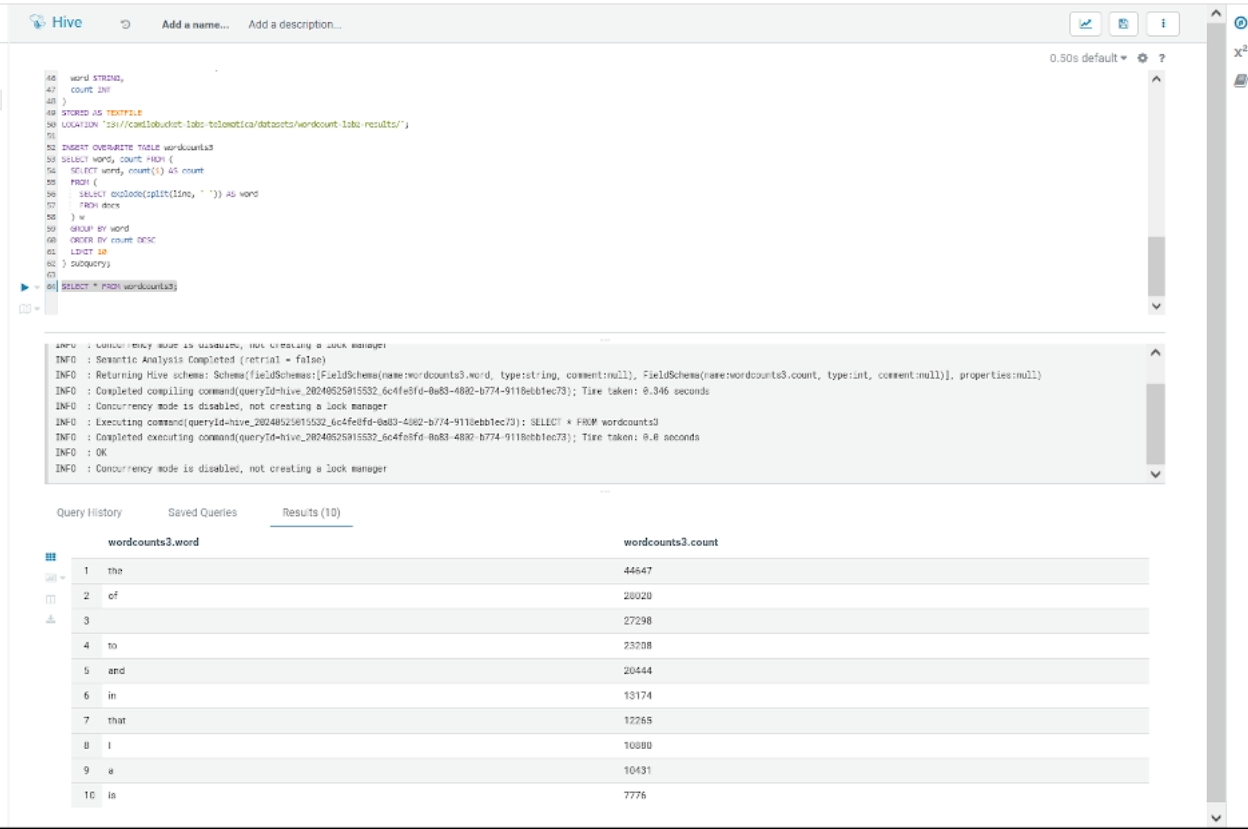 Hive
Add a name... Add a description...
0.50s default ?
46 word STRING,
47 count INT
48 )
49 STORED AS TEXTFILE
50 LOCATION 's3://camilobucket-labs-telematica/datasets/wordcount-lab2-results/';
51
52 INSERT OVERWRITE TABLE wordcounts3
53 SELECT word, count FROM (
54 SELECT word, count(1) AS count
55 FROM (
56 SELECT explode(split(line, ' ')) AS word
57 FROM docs
58 ) w
59 GROUP BY word
60 ORDER BY count DESC
61 LIMIT 10
62 ) subquery;
63
64 SELECT * FROM wordcounts3;
INFO : Concurrency mode is disabled, not creating a lock manager
INFO : Semantic Analysis Completed (retrial = false)
INFO : Returning Hive schema: Schema(fieldSchemas:[FieldSchema(name:wordcounts3.word, type:string, comment:null), FieldSchema(name:wordcounts3.count, type:int, comment:null)], properties:null)
INFO : Completed compiling command(queryId=hive_20240525015532_6c4fe8fd-0a83-4802-b774-9118ebb1ec73); Time taken: 0.346 seconds
INFO : Concurrency mode is disabled, not creating a lock manager
INFO : Executing command(queryId=hive_20240525015532_6c4fe8fd-0a83-4802-b774-9118ebb1ec73): SELECT * FROM wordcounts3
INFO : Completed executing command(queryId=hive_20240525015532_6c4fe8fd-0a83-4802-b774-9118ebb1ec73); Time taken: 0.0 seconds
INFO : OK
INFO : Concurrency mode is disabled, not creating a lock manager
Query History Saved Queries Results (10)
wordcounts3.word wordcounts3.count
1 the 44647
2 of 28020
3 27298
4 to 23208
5 and 20444
6 in 13174
7 that 12265
8 I 10880
9 a 10431
10 is 7776